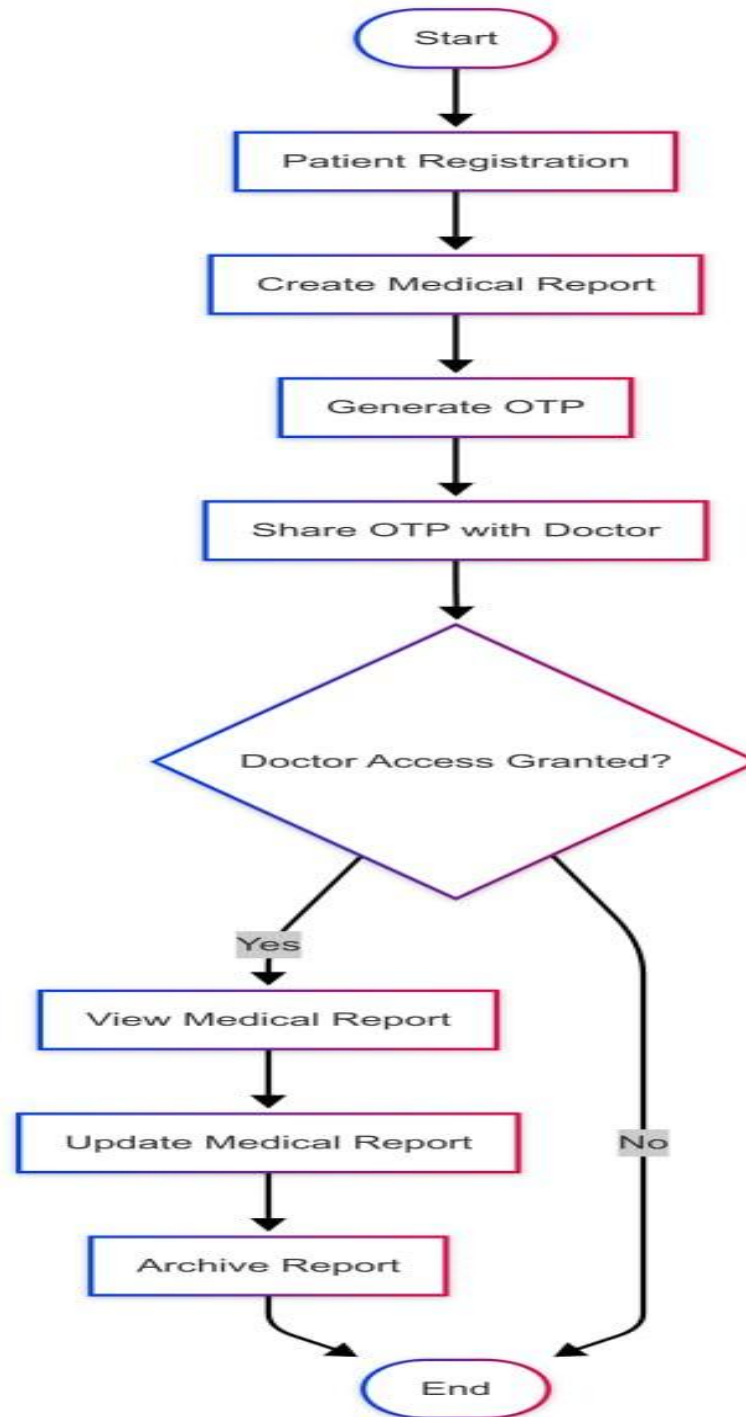 Start
Patient Registration
Create Medical Report
Generate OTP
Share OTP with Doctor
Doctor Access Granted?
Yes
View Medical Report
Update Medical Report
No
Archive Report
End